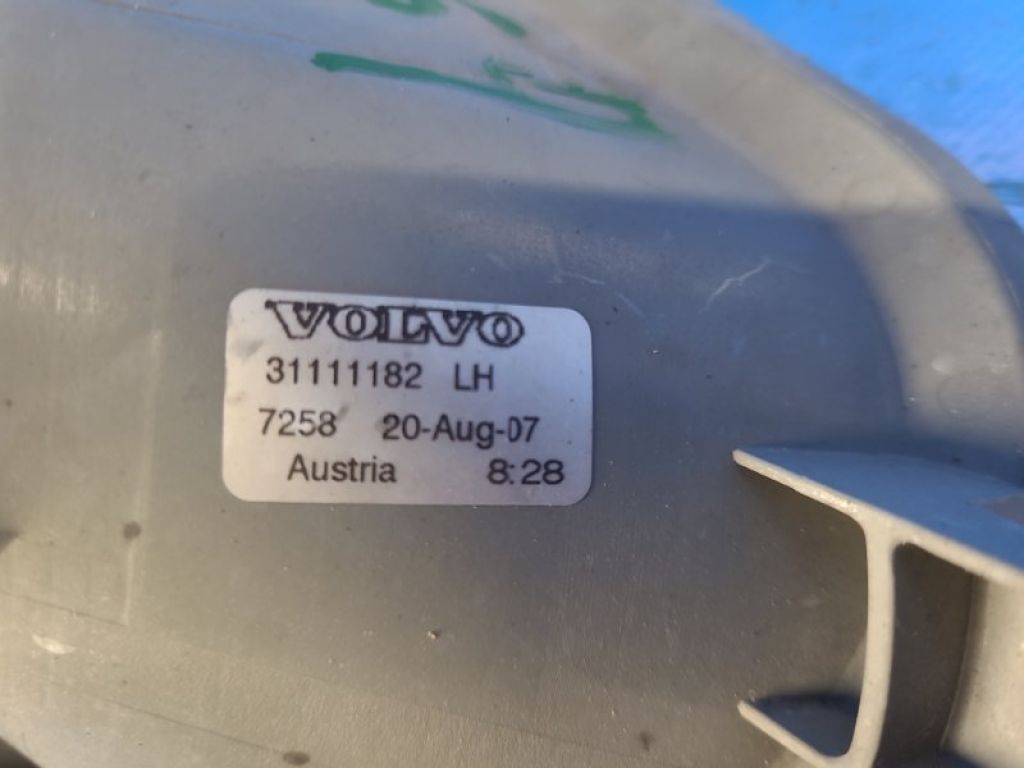 VOLVO
31111182 LH
7258 20-Aug-07
Austria 8:28